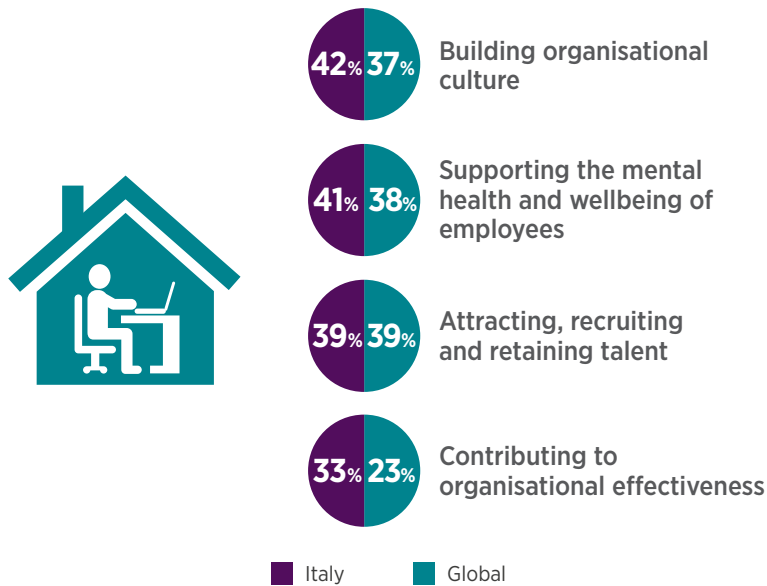 42% 37%
Building organisational
culture
41% 38%
Supporting the mental
health and wellbeing of
employees
39% 39%
Attracting, recruiting
and retaining talent
33% 23%
Contributing to
organisational effectiveness
Italy
Global